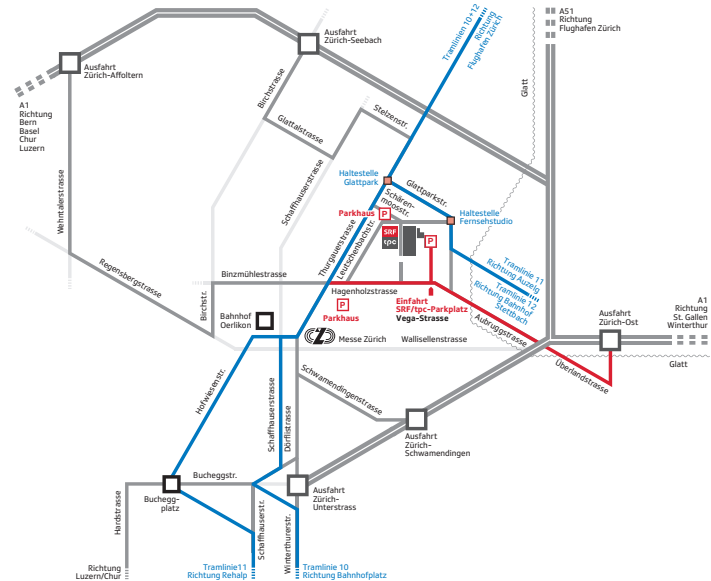 Tramlinien 10+12
Richtung
Flughafen Zürich
A51
Richtung
Flughafen Zürich
Ausfahrt
Zürich-Seebach
Ausfahrt
Zürich-Affoltern
A1
Richtung
Bern
Basel
Chur
Luzern
Birchstrasse
Glattalstrasse
Stelzenstr.
Schaffhauserstrasse
Glatt
Wehntalerstrasse
Regensbergstrasse
Haltestelle
Glattpark
Glattparkstr.
Schären-
moosstr.
Parkhaus
P
Haltestelle
Fernsehstudio
SRF
tpc
P
Thurgauerstrasse
Leutschenbachstr.
Tramlinie 11
Richtung Auzelg
Tramlinie 12
Richtung Bahnhof
Stettbach
Binzmühlestrasse
Birchstr.
Hagenholzstrasse
P
Parkhaus
Einfahrt
SRF/tpc-Parkplatz
Vega-Strasse
Bahnhof
Oerlikon
Messe Zürich
Wallisellenstrasse
Aubruggstrasse
Ausfahrt
Zürich-Ost
A1
Richtung
St. Gallen
Winterthur
Glatt
Überlandstrasse
Hofwiesenstr.
Schaffhauserstrasse
Dörflistrasse
Schwamendingenstrasse
Ausfahrt
Zürich-
Schwamendingen
Bucheggstr.
Buchegg-
platz
Ausfahrt
Zürich-
Unterstrass
Hardstrasse
Schaffhauserstr.
Winterthurerstr.
Richtung
Luzern/Chur
Tramlinie11
Richtung Rehalp
Tramlinie 10
Richtung Bahnhofplatz